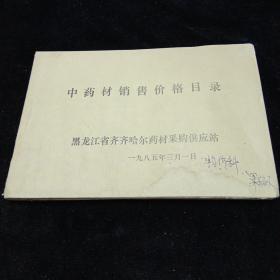 中药材销售价格目录
黑龙江省齐齐哈尔药材采购供应站
一九八五年三月一日